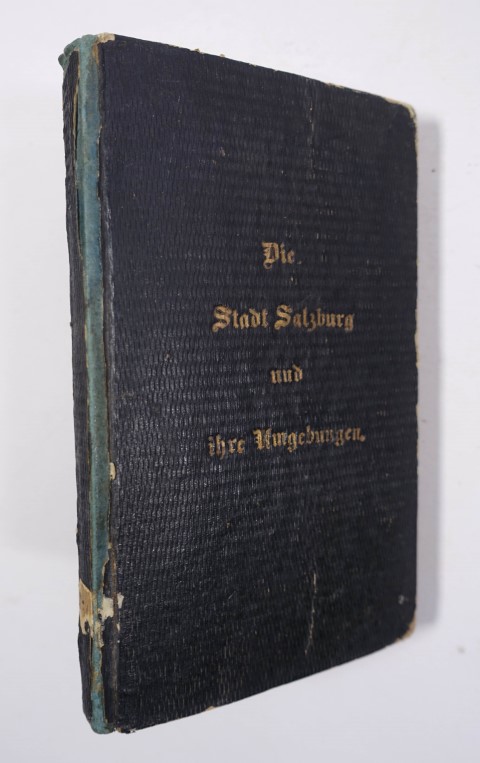 Die
Stadt Salzburg
und
ihre Umgebungen.